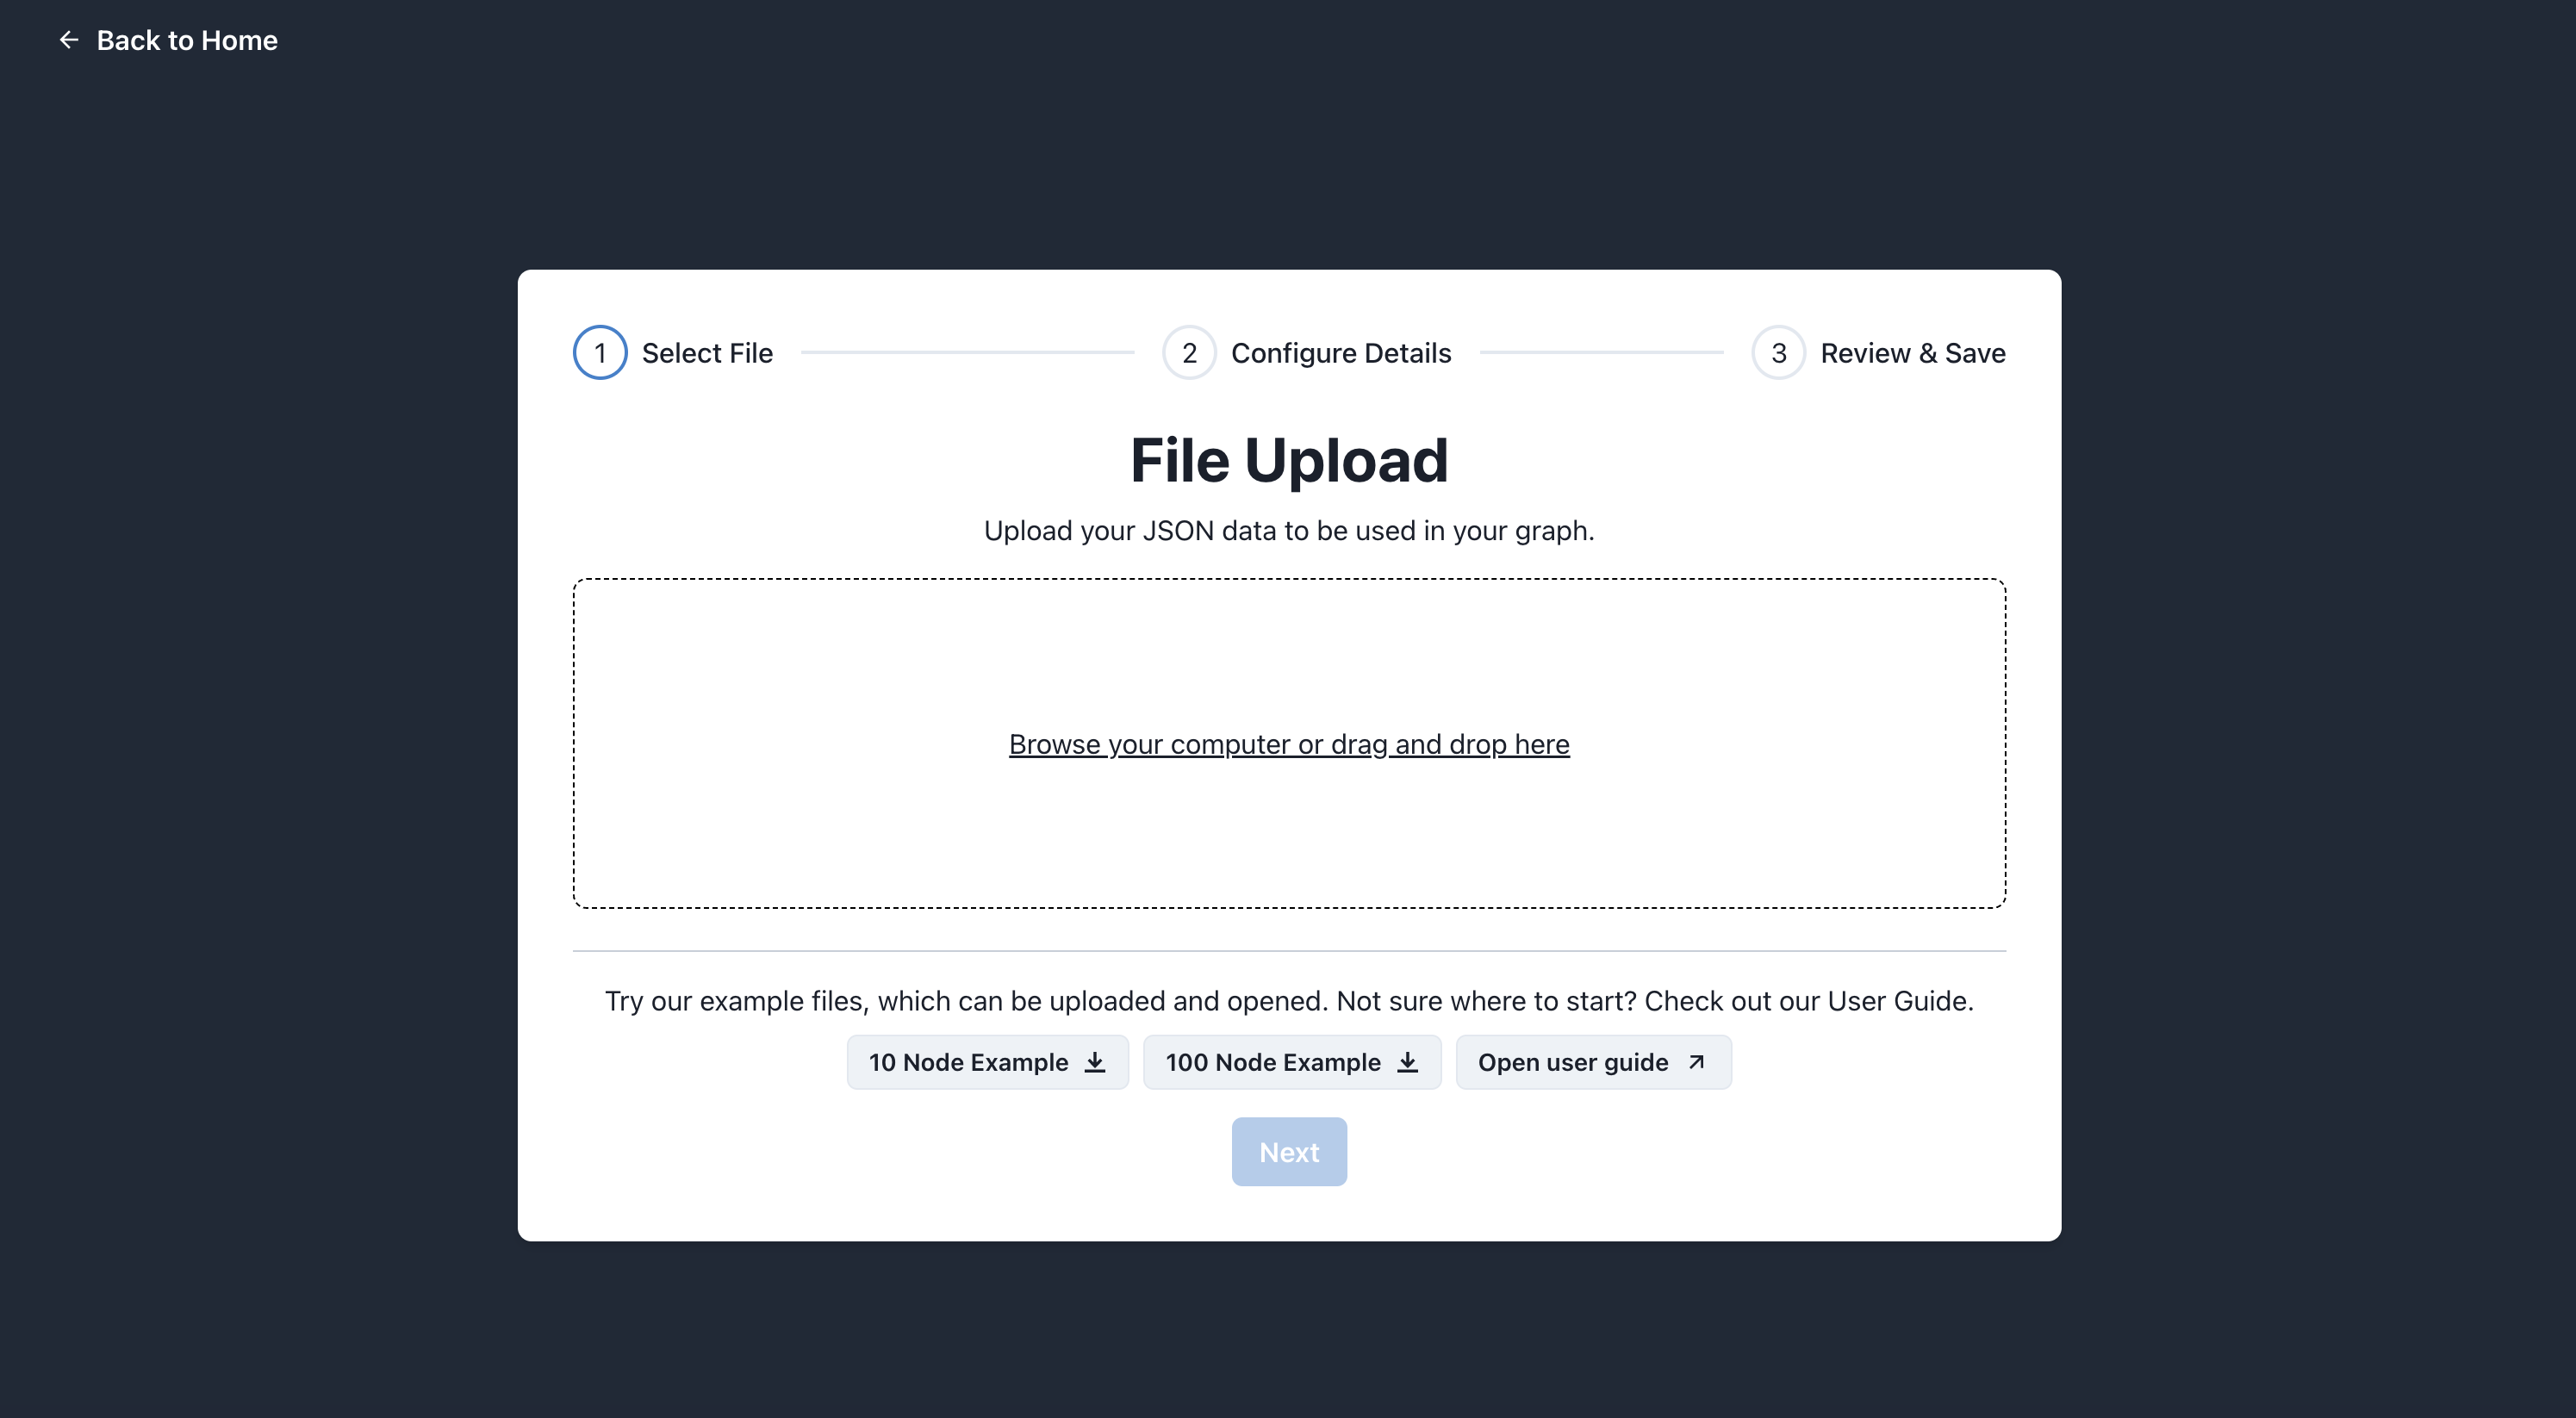 Back to Home
1 Select File 2 Configure Details 3 Review & Save
File Upload
Upload your JSON data to be used in your graph.
Browse your computer or drag and drop here
Try our example files, which can be uploaded and opened. Not sure where to start? Check out our User Guide.
10 Node Example 100 Node Example Open user guide
Next